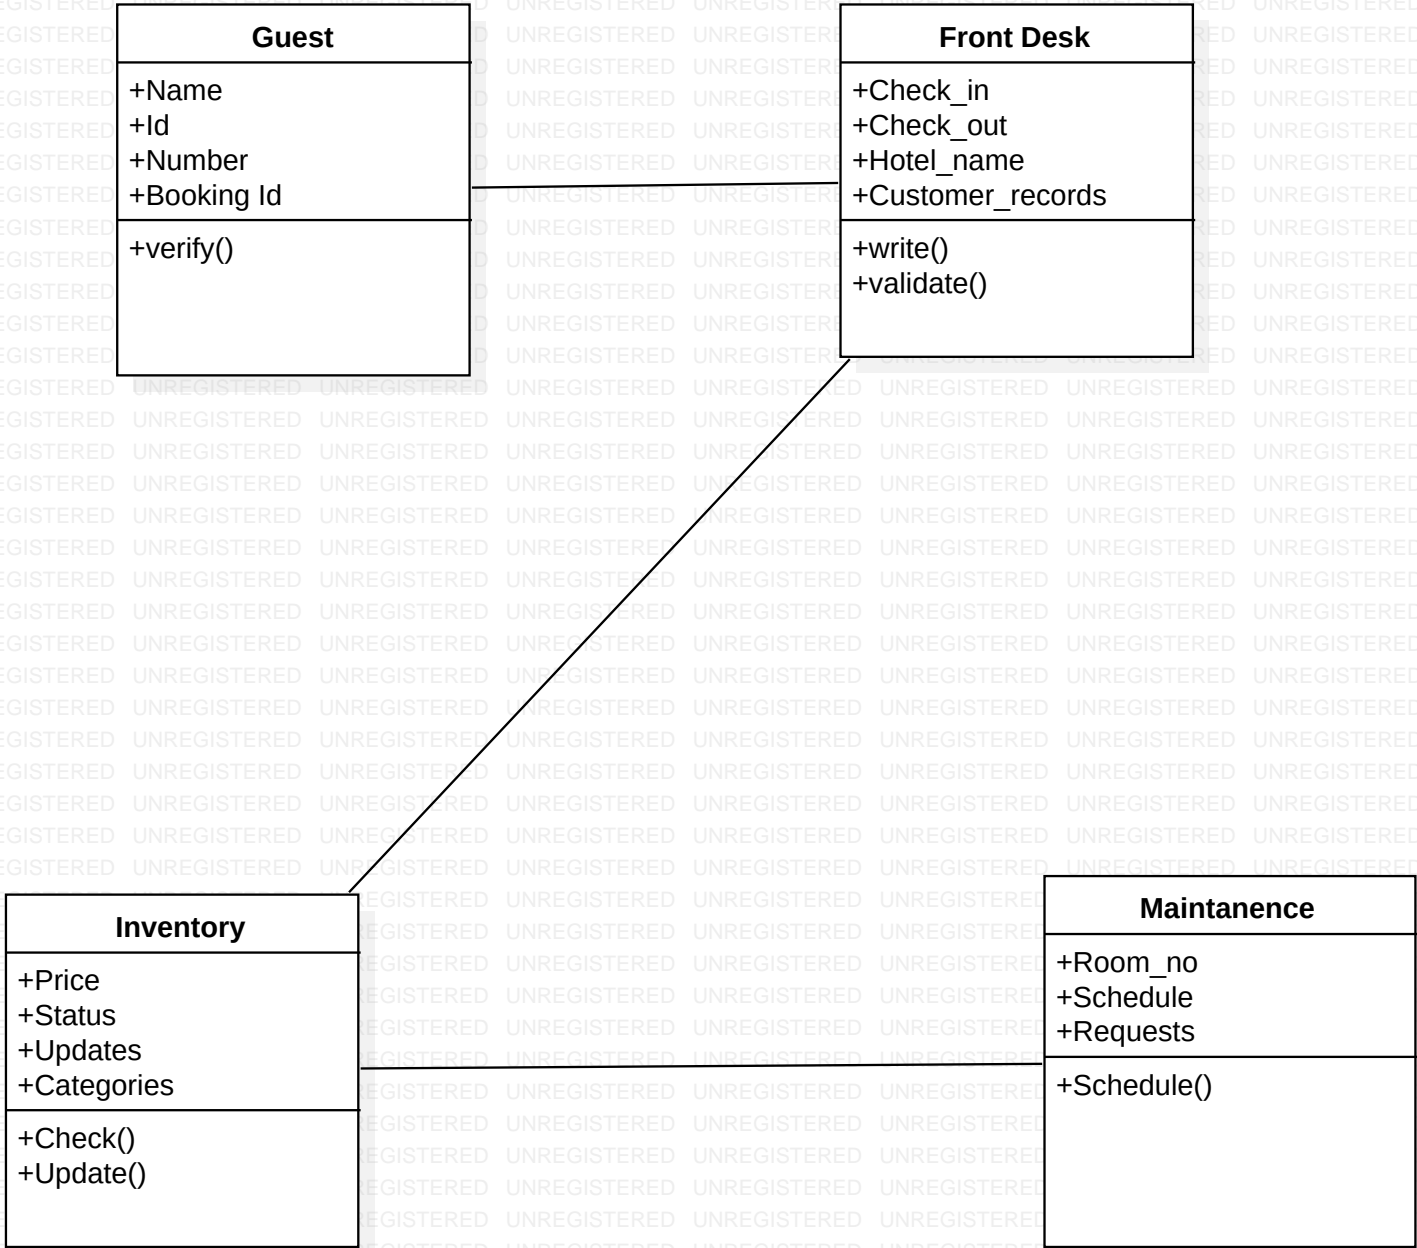 Guest
+Name
+Id
+Number
+Booking Id
+verify()
Front Desk
+Check_in
+Check_out
+Hotel_name
+Customer_records
+write()
+validate()
Inventory
+Price
+Status
+Updates
+Categories
+Check()
+Update()
Maintanence
+Room_no
+Schedule
+Requests
+Schedule()
UNREGISTERED